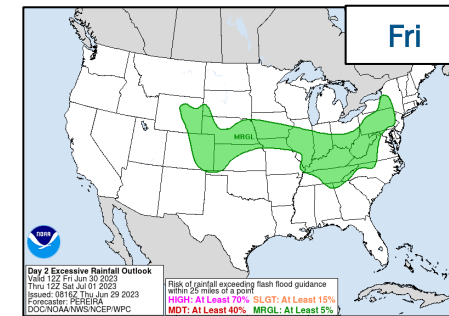 Fri
MRGL
NOAA
Day 2 Excessive Rainfall Outlook
Valid 12Z Fri Jun 30 2023
Thru 12Z Sat Jul 01 2023
Issued: 0816Z Thu Jun 29 2023
Forecaster: PEREIRA
DOC/NOAA/NWS/NCEP/WPC
Risk of rainfall exceeding flash flood guidance
within 25 miles of a point
HIGH: At Least 70% SLGT: At Least 15%
MDT: At Least 40% MRGL: At Least 5%